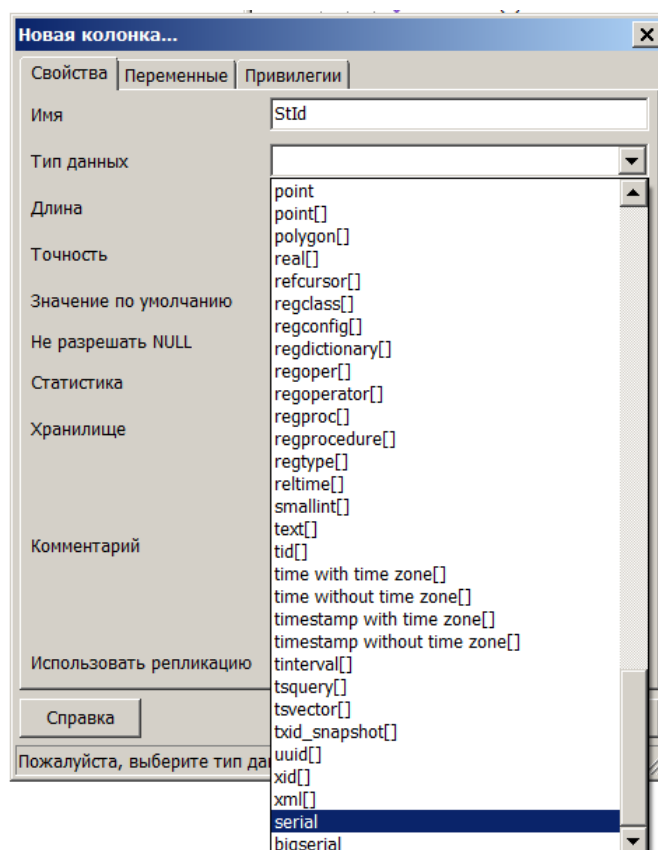 Новая колонка...
Свойства Переменные Привилегии
Имя StId
Тип данных
Длина
Точность
Значение по умолчанию
Не разрешать NULL
Статистика
Хранилище
Комментарий
Использовать репликацию
point
point[]
polygon[]
real[]
refcursor[]
regclass[]
regconfig[]
regdictionary[]
regoper[]
regoperator[]
regproc[]
regprocedure[]
regtype[]
reltime[]
smallint[]
text[]
tid[]
time with time zone[]
time without time zone[]
timestamp with time zone[]
timestamp without time zone[]
tinterval[]
tsquery[]
tsvector[]
txid_snapshot[]
uuid[]
xid[]
xml[]
serial
bigserial
Справка
Пожалуйста, выберите тип